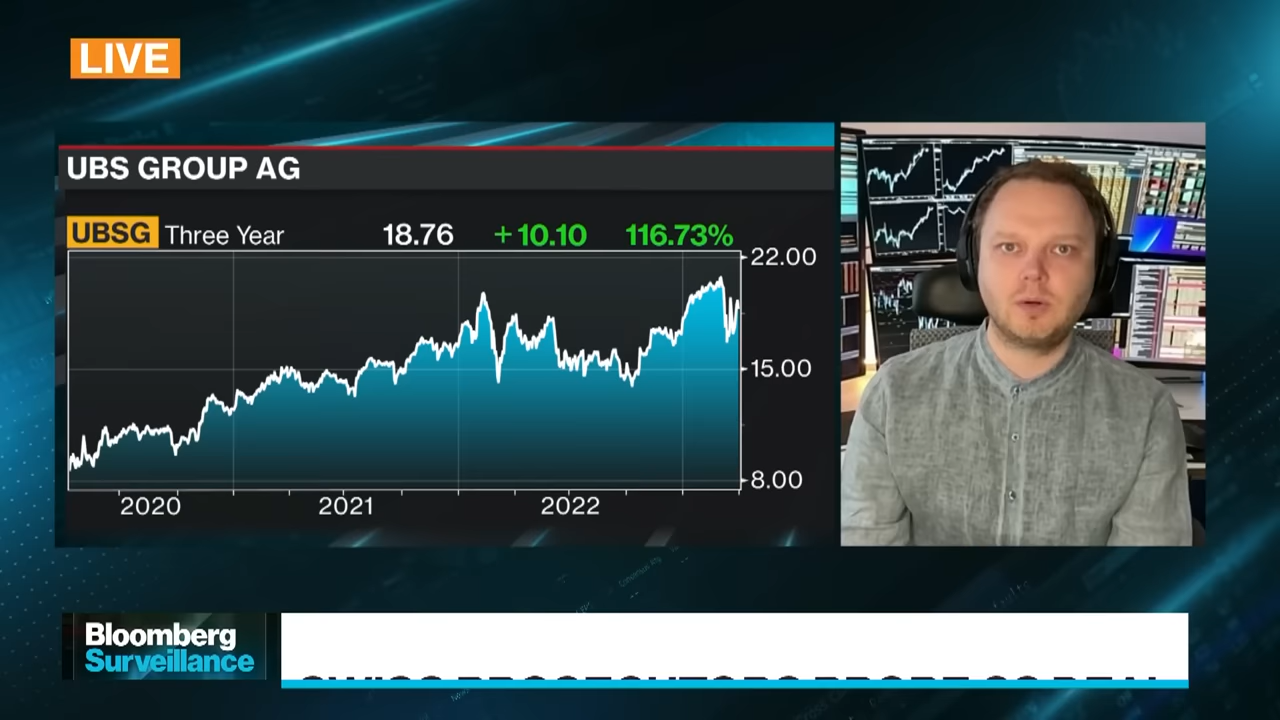 LIVE
UBS GROUP AG
UBSG Three Year 18.76 +10.10 116.73%
22.00
15.00
8.00
2020 2021 2022
Bloomberg
Surveillance